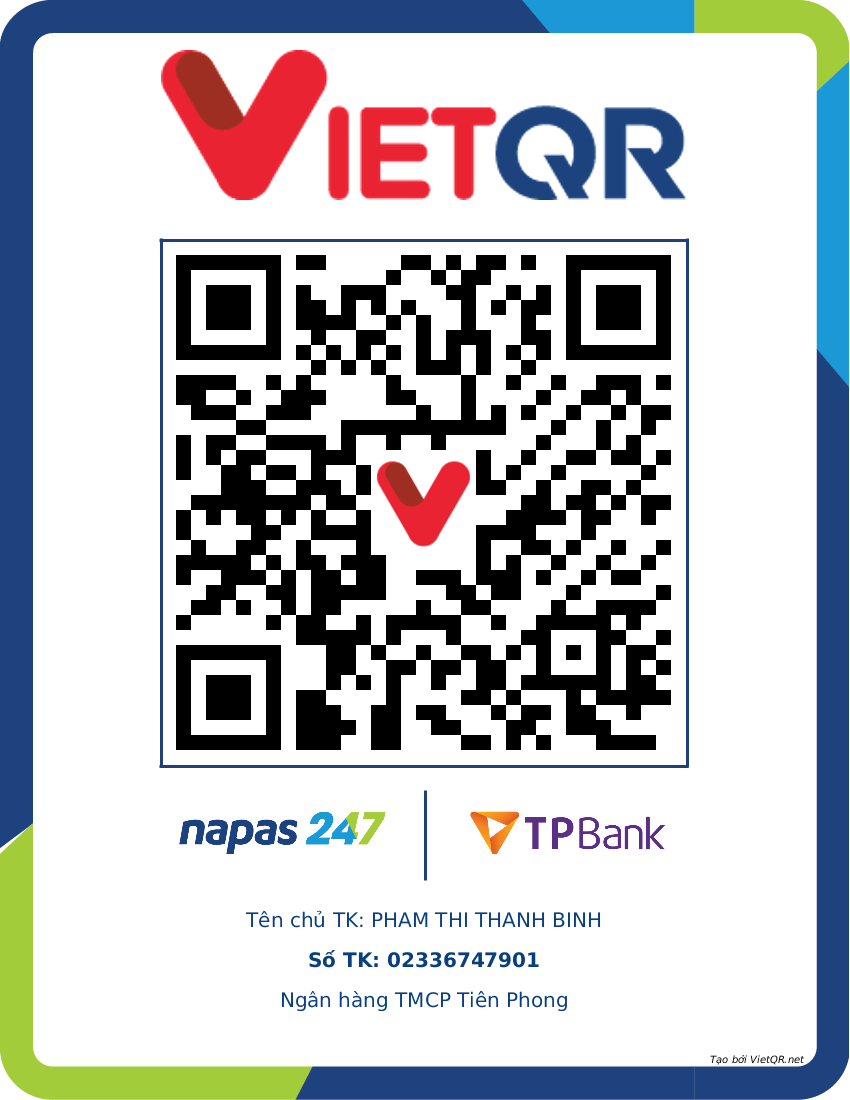 VIETQR
napas 247
TPBank
Tên chủ TK: PHAM THI THANH BINH
Số TK: 02336747901
Ngân hàng TMCP Tiên Phong
Tạo bởi VietQR.net